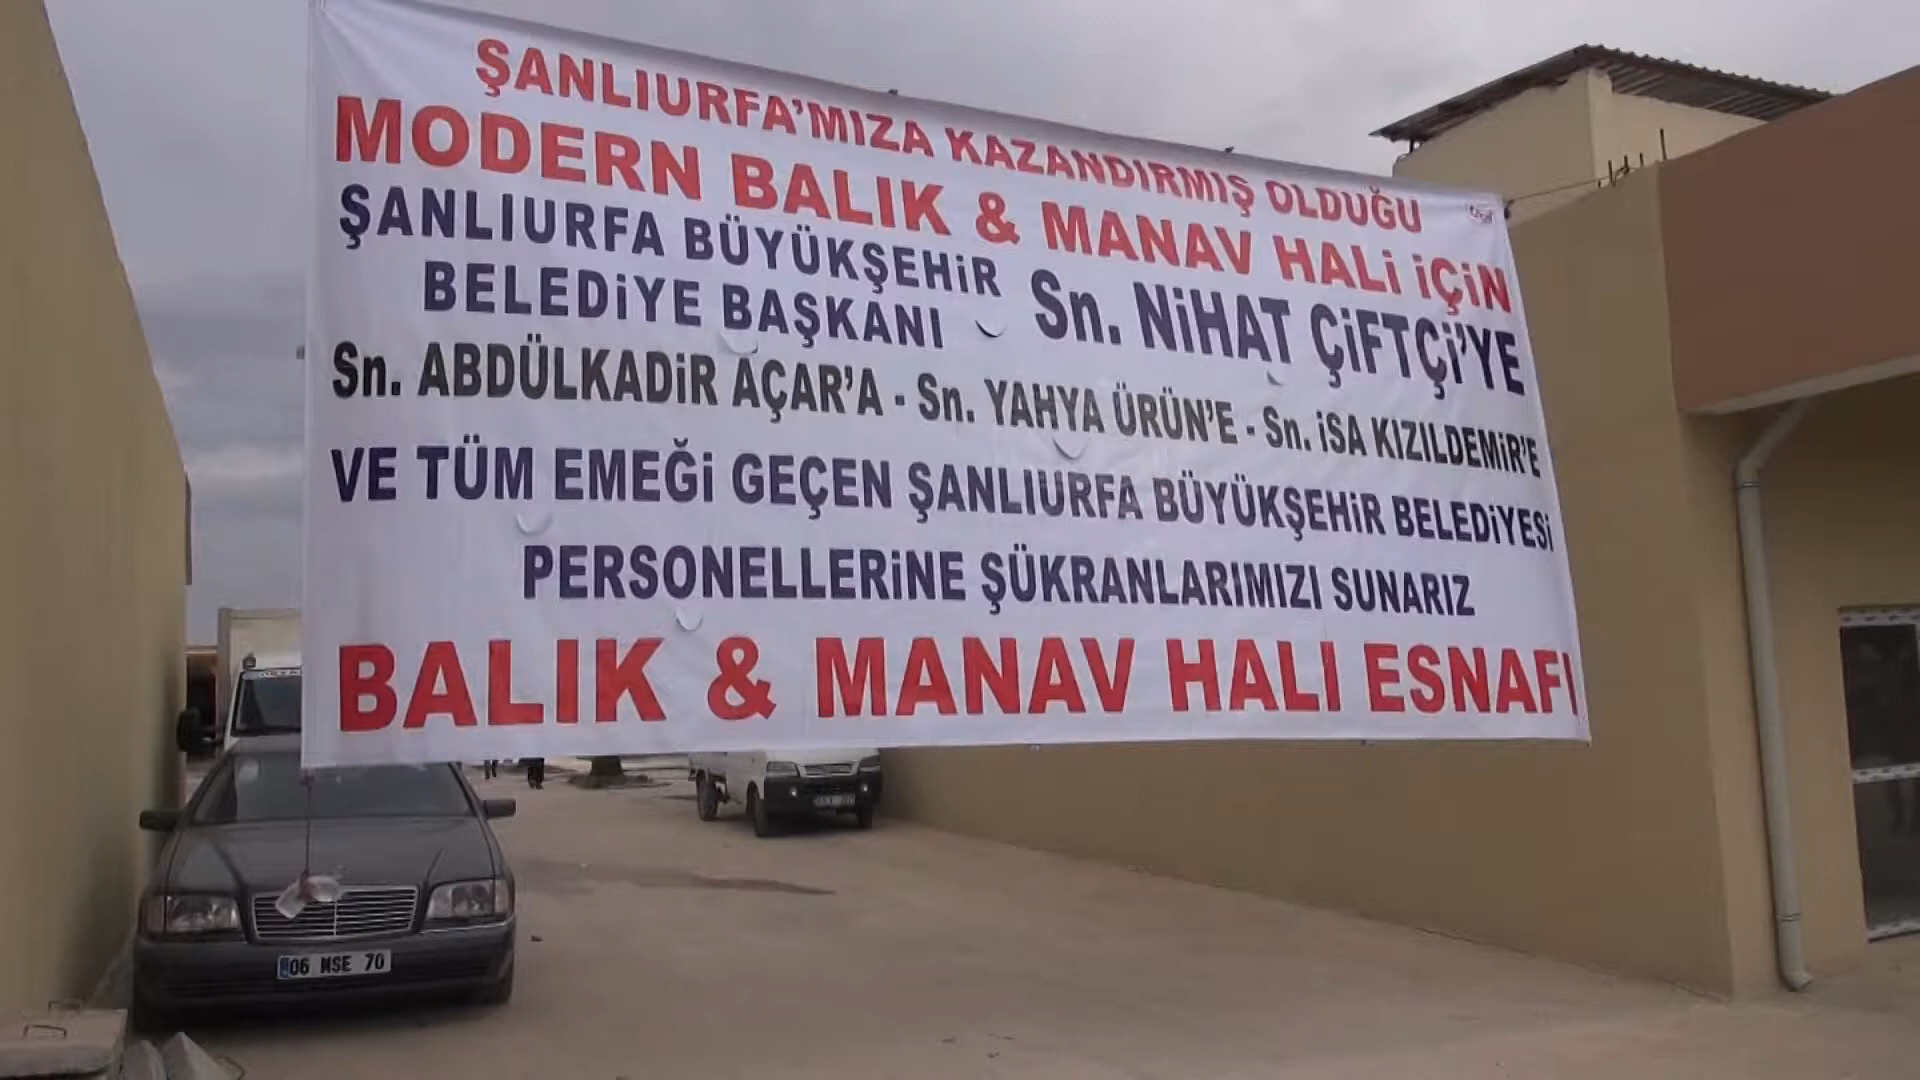 ŞANLIURFA'MIZA KAZANDIRMIŞ OLDUĞU
MODERN BALIK & MANAV HALİ İÇİN
ŞANLIURFA BÜYÜKŞEHİR
BELEDİYE BAŞKANI
Sn. NİHAT ÇİFTÇİ'YE
Sn. ABDÜLKADİR AÇAR'A - Sn. YAHYA ÜRÜN'E - Sn. İSA KIZILDEMİR'E
VE TÜM EMEĞİ GEÇEN ŞANLIURFA BÜYÜKŞEHİR BELEDİYESİ
PERSONELLERİNE ŞÜKRANLARIMIZI SUNARIZ
BALIK & MANAV HALI ESNAFI
06 MSE 70